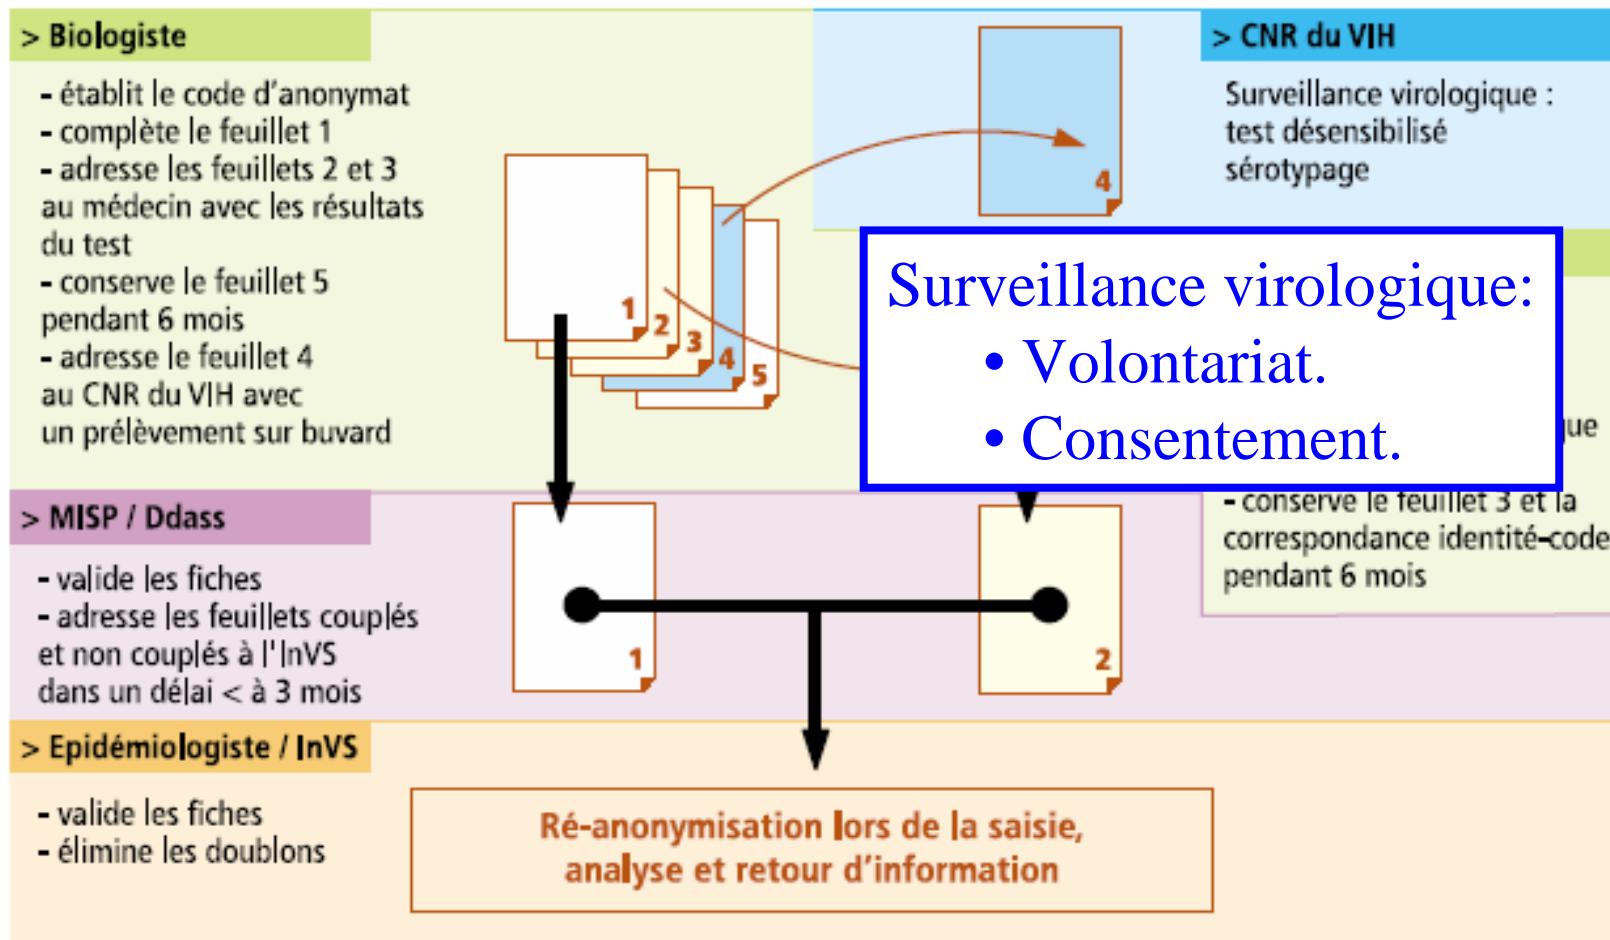 > Biologiste
- établit le code d'anonymat
- complète le feuillet 1
- adresse les feuillets 2 et 3
au médecin avec les résultats
du test
- conserve le feuillet 5
pendant 6 mois
- adresse le feuillet 4
au CNR du VIH avec
un prélèvement sur buvard
1
2
3
4
5
4
> CNR du VIH
Surveillance virologique :
test désensibilisé
sérotypage
Surveillance virologique:
• Volontariat.
• Consentement.
- conserve le feuillet 3 et la
correspondance identité-code
pendant 6 mois
> MISP / Ddass
- valide les fiches
- adresse les feuillets couplés
et non couplés à l'InVS
dans un délai < à 3 mois
1
2
> Epidémiologiste / InVS
- valide les fiches
- élimine les doublons
Ré-anonymisation lors de la saisie,
analyse et retour d'information